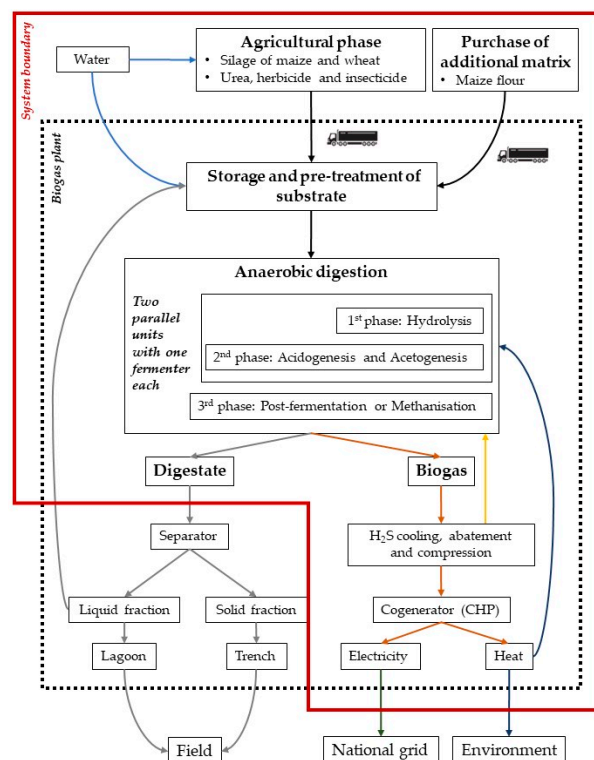 System boundary
Water
Agricultural phase
• Silage of maize and wheat
• Urea, herbicide and insecticide
Purchase of
additional matrix
• Maize flour
Biogas plant
Storage and pre-treatment of
substrate
Anaerobic digestion
Two
parallel
units
with one
fermenter
each
1st phase: Hydrolysis
2nd phase: Acidogenesis and Acetogenesis
3rd phase: Post-fermentation or Methanisation
Digestate
Biogas
Separator
H2S cooling, abatement
and compression
Liquid fraction
Solid fraction
Cogenerator (CHP)
Lagoon
Trench
Electricity
Heat
Field
National grid
Environment